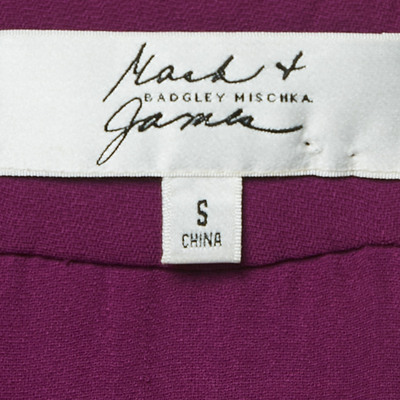 Mark +
BADGLEY MISCHKA
James
S
CHINA